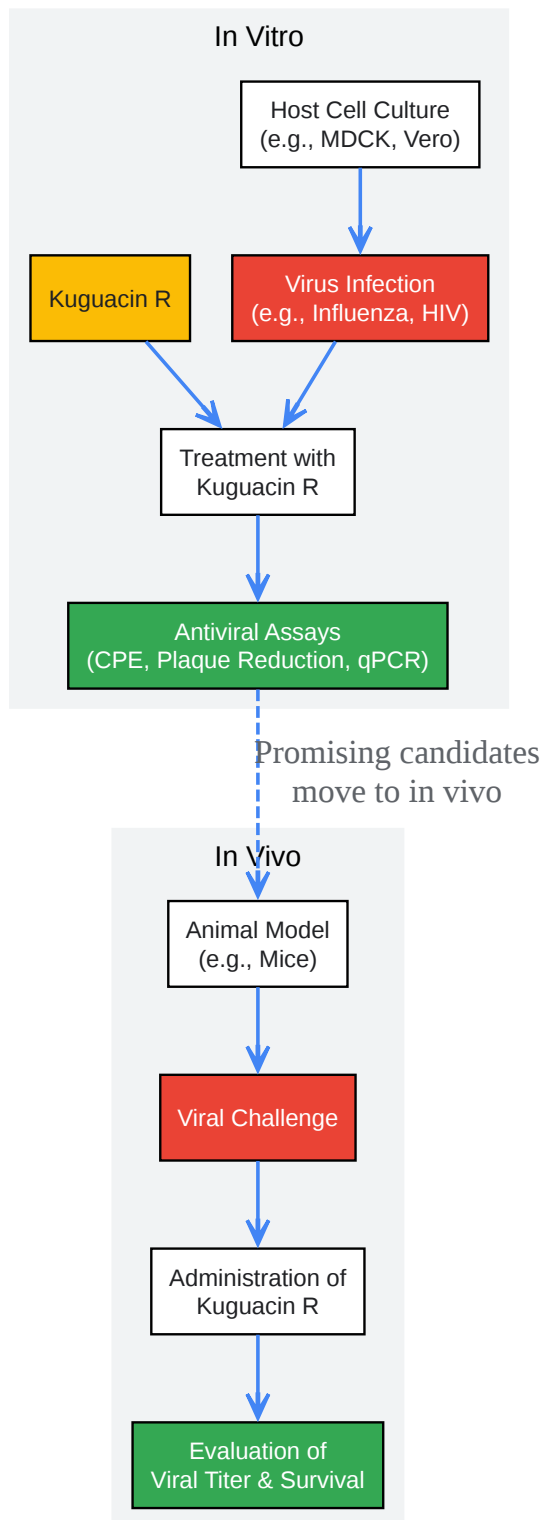 In Vitro
Host Cell Culture
(e.g., MDCK, Vero)
Kuguacin R
Virus Infection
(e.g., Influenza, HIV)
Treatment with
Kuguacin R
Antiviral Assays
(CPE, Plaque Reduction, qPCR)
Promising candidates
move to in vivo
In Vivo
Animal Model
(e.g., Mice)
Viral Challenge
Administration of
Kuguacin R
Evaluation of
Viral Titer & Survival